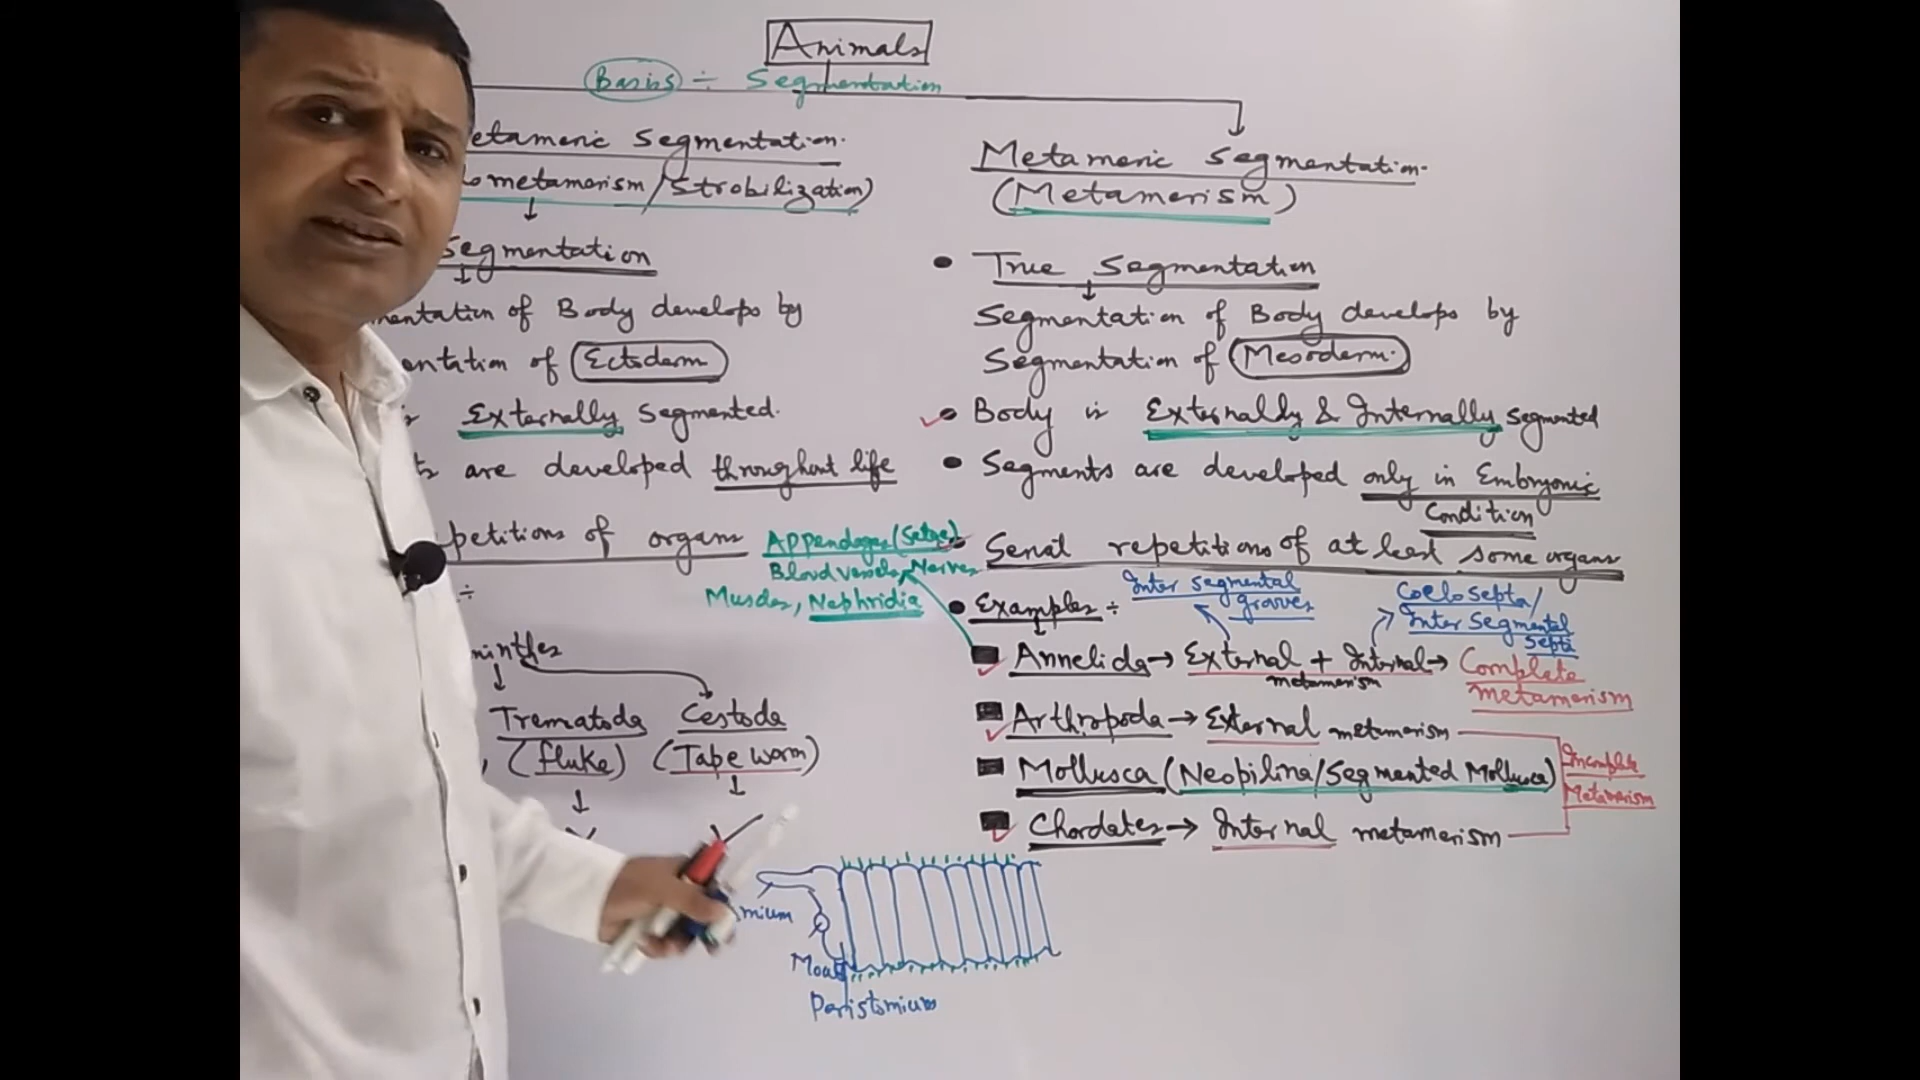 Animals
Basis ÷ Segmentation
etameric Segmentation.
ometamerism/Strobilization)
Segmentation
mentation of Body develops by
entation of Ectoderm
Externally Segmented.
are developed throughout life
petitions of organs
÷
minthes
Trematoda Cestoda
(fluke) (Tape worm)
Metameric Segmentation.
(Metamerism)
• True Segmentation
Segmentation of Body develops by
Segmentation of Mesoderm.
• Body is Externally & Internally Segmented
• Segments are developed only in Embryonic
Condition
Serial repetitions of at least some organs
Appendages (Setae)
Blood vessels, Nerves
Muscles, Nephridia
• Examples ÷
Inter segmental
grooves
Coelosepta/
Inter Segmental
Septa
Annelida → External + Internal → Complete
metamerism
metamerism
Arthropoda → External metamerism
Mollusca (Neopilina/Segmented Mollusca)
Incomplete
Metamerism
Chordates → Internal metamerism
mium
Peristomium